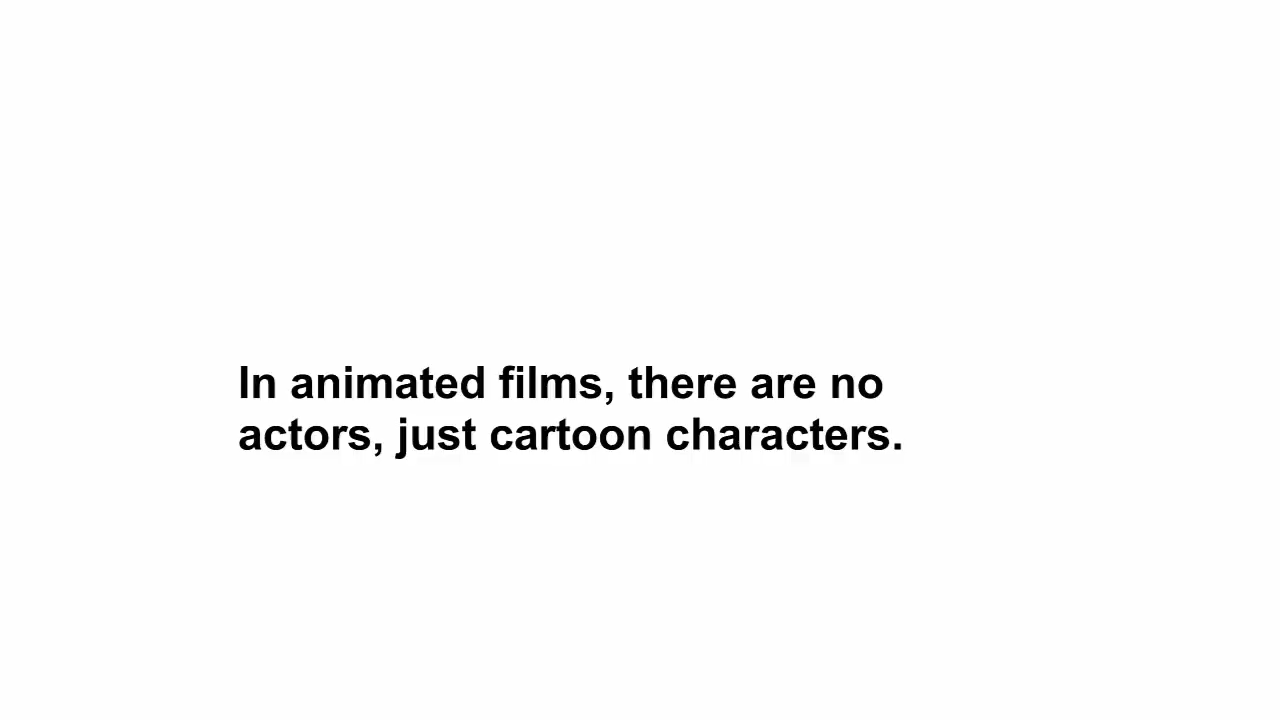 In animated films, there are no
actors, just cartoon characters.